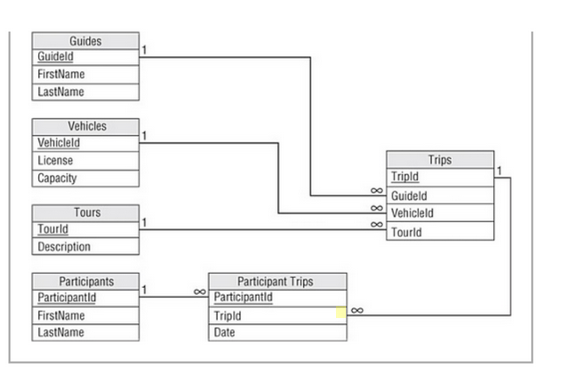 Guides
GuideId
FirstName
LastName
1
Vehicles
VehicleId
License
Capacity
1
Tours
TourId
Description
1
Trips
TripId
GuideId
VehicleId
TourId
1
∞
∞
∞
Participants
ParticipantId
FirstName
LastName
1
∞
Participant Trips
ParticipantId
TripId
Date
∞